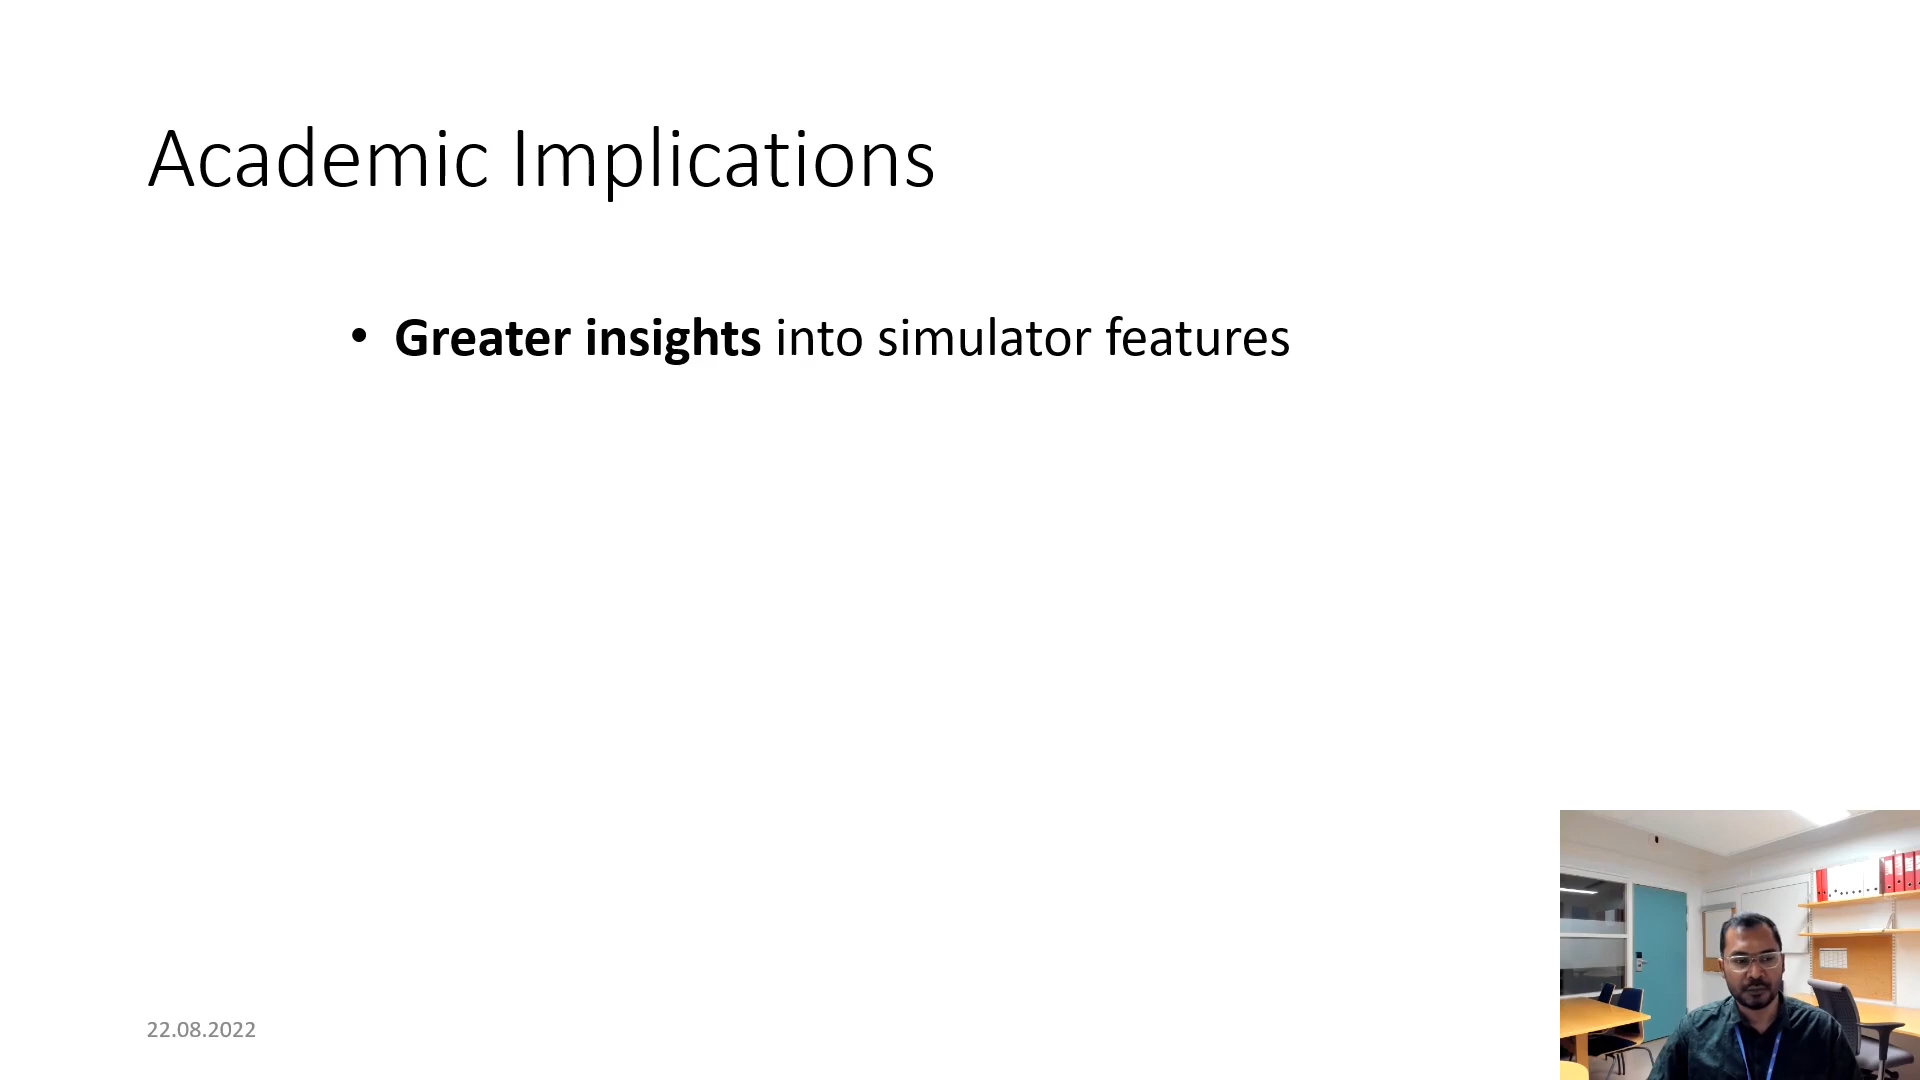 Academic Implications
• Greater insights into simulator features
22.08.2022